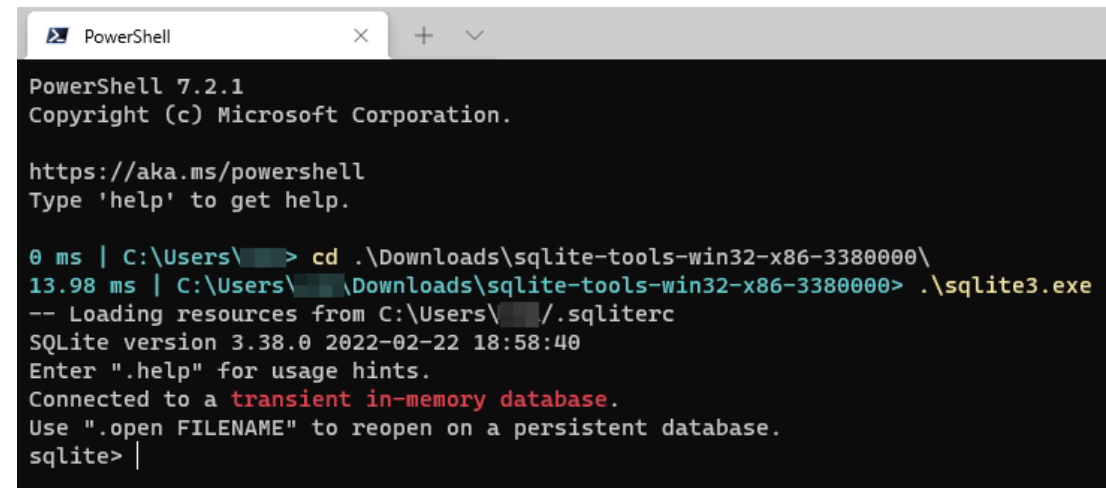 PowerShell
PowerShell 7.2.1
Copyright (c) Microsoft Corporation.
https://aka.ms/powershell
Type 'help' to get help.
0 ms | C:\Users\ > cd .\Downloads\sqlite-tools-win32-x86-3380000\
13.98 ms | C:\Users\ \Downloads\sqlite-tools-win32-x86-3380000> .\sqlite3.exe
-- Loading resources from C:\Users\ /.sqliterc
SQLite version 3.38.0 2022-02-22 18:58:40
Enter ".help" for usage hints.
Connected to a transient in-memory database.
Use ".open FILENAME" to reopen on a persistent database.
sqlite>